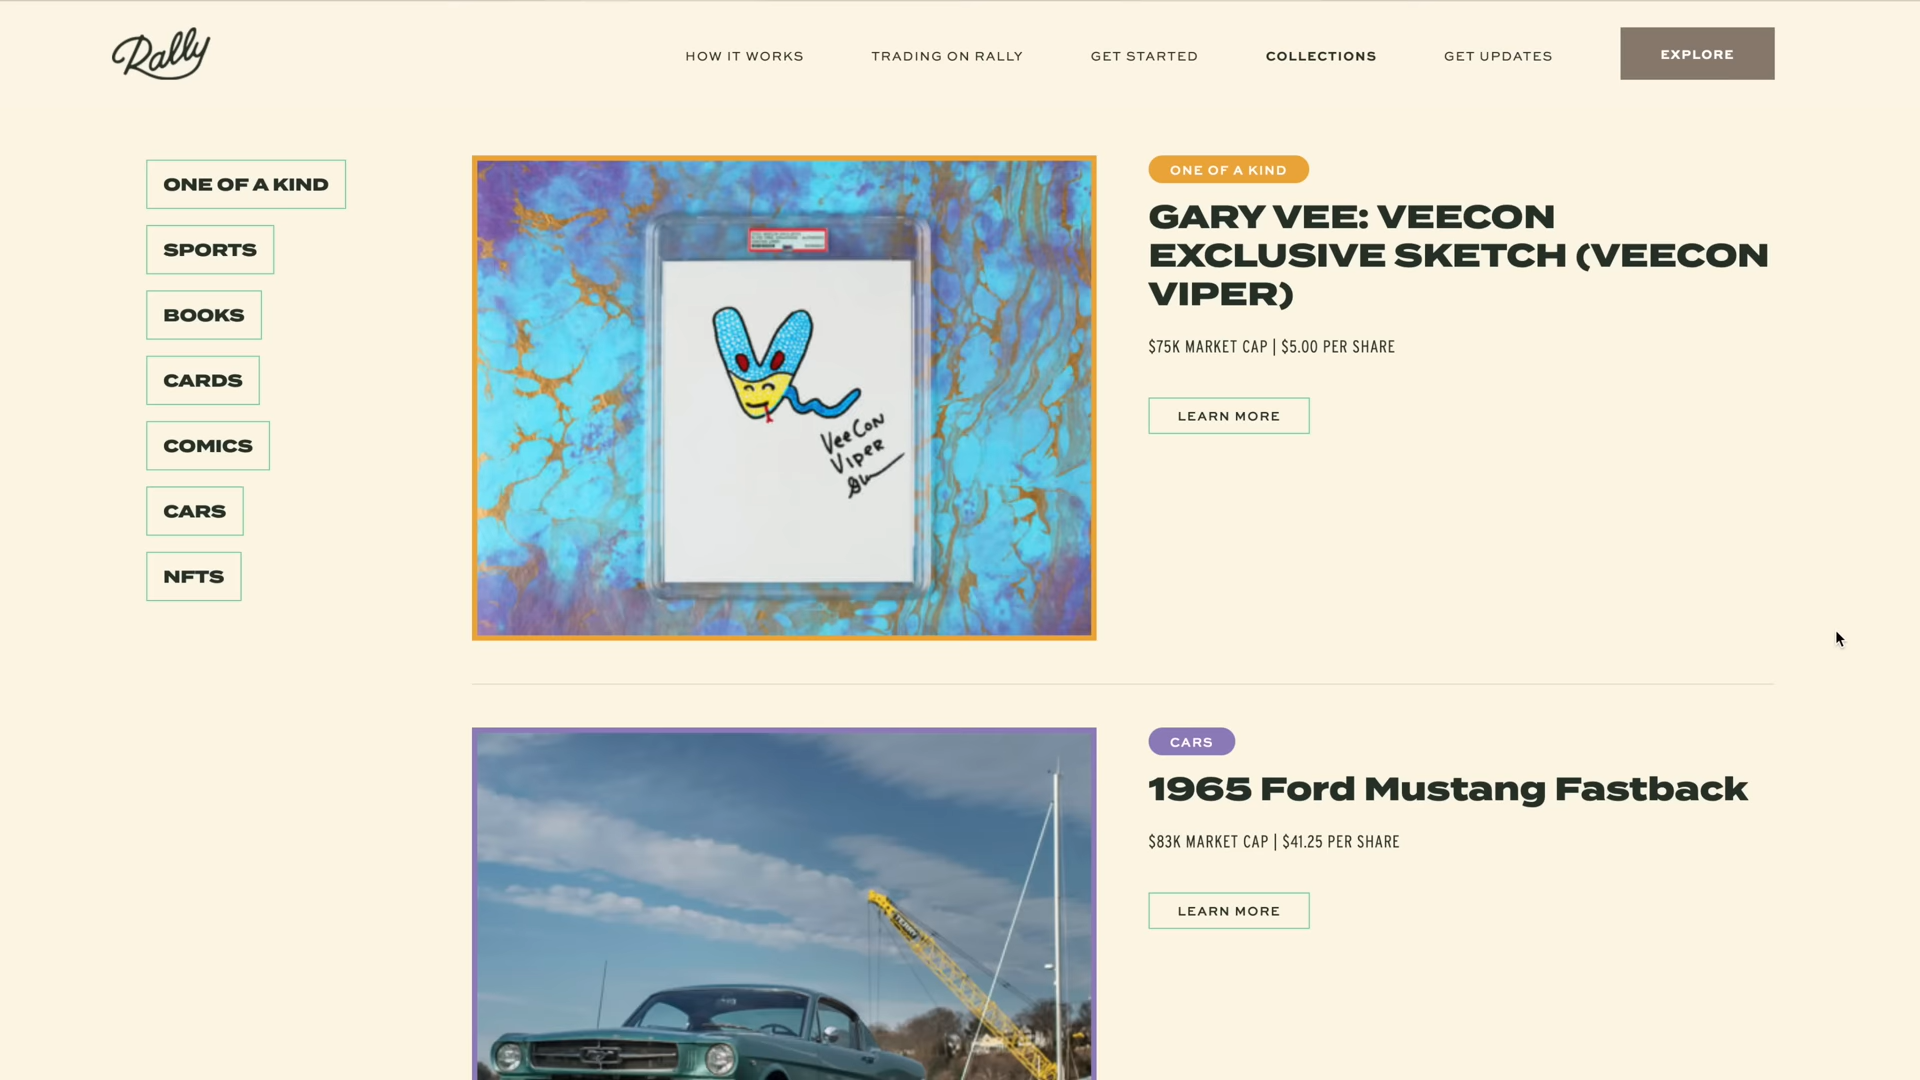 Rally
HOW IT WORKS
TRADING ON RALLY
GET STARTED
COLLECTIONS
GET UPDATES
EXPLORE
ONE OF A KIND
SPORTS
BOOKS
CARDS
COMICS
CARS
NFTS
VeeCon
Viper
ONE OF A KIND
GARY VEE: VEECON
EXCLUSIVE SKETCH (VEECON
VIPER)
$75K MARKET CAP | $5.00 PER SHARE
LEARN MORE
CARS
1965 Ford Mustang Fastback
$83K MARKET CAP | $41.25 PER SHARE
LEARN MORE